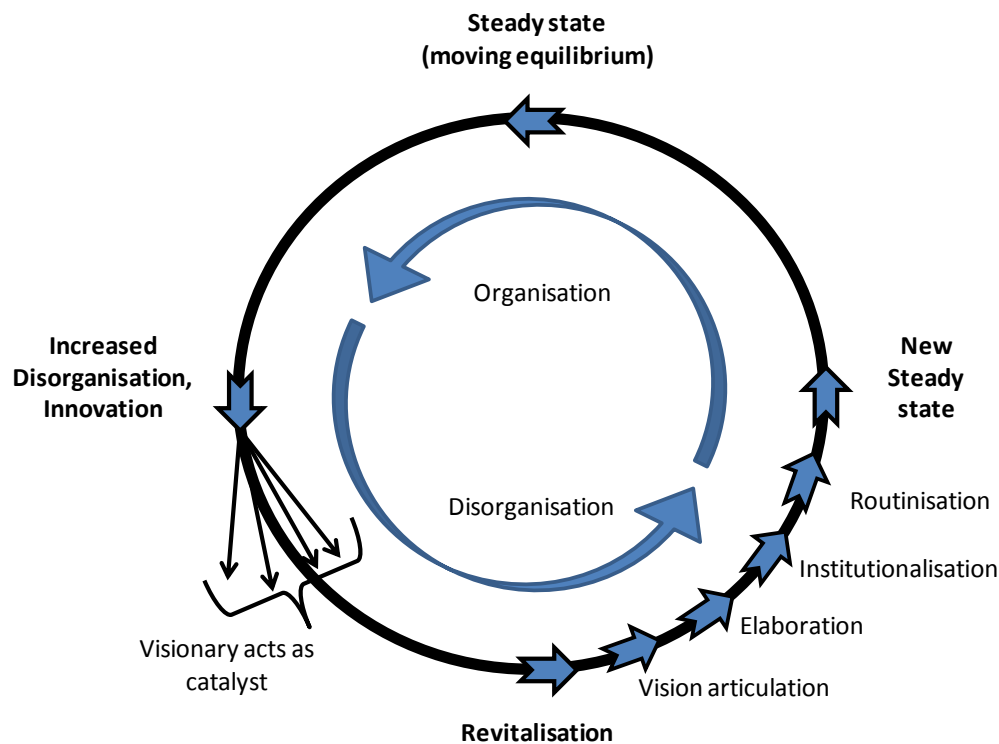 Steady state
(moving equilibrium)
Organisation
Increased
Disorganisation,
Innovation
New
Steady
state
Disorganisation
Routinisation
Institutionalisation
Elaboration
Visionary acts as
catalyst
Vision articulation
Revitalisation